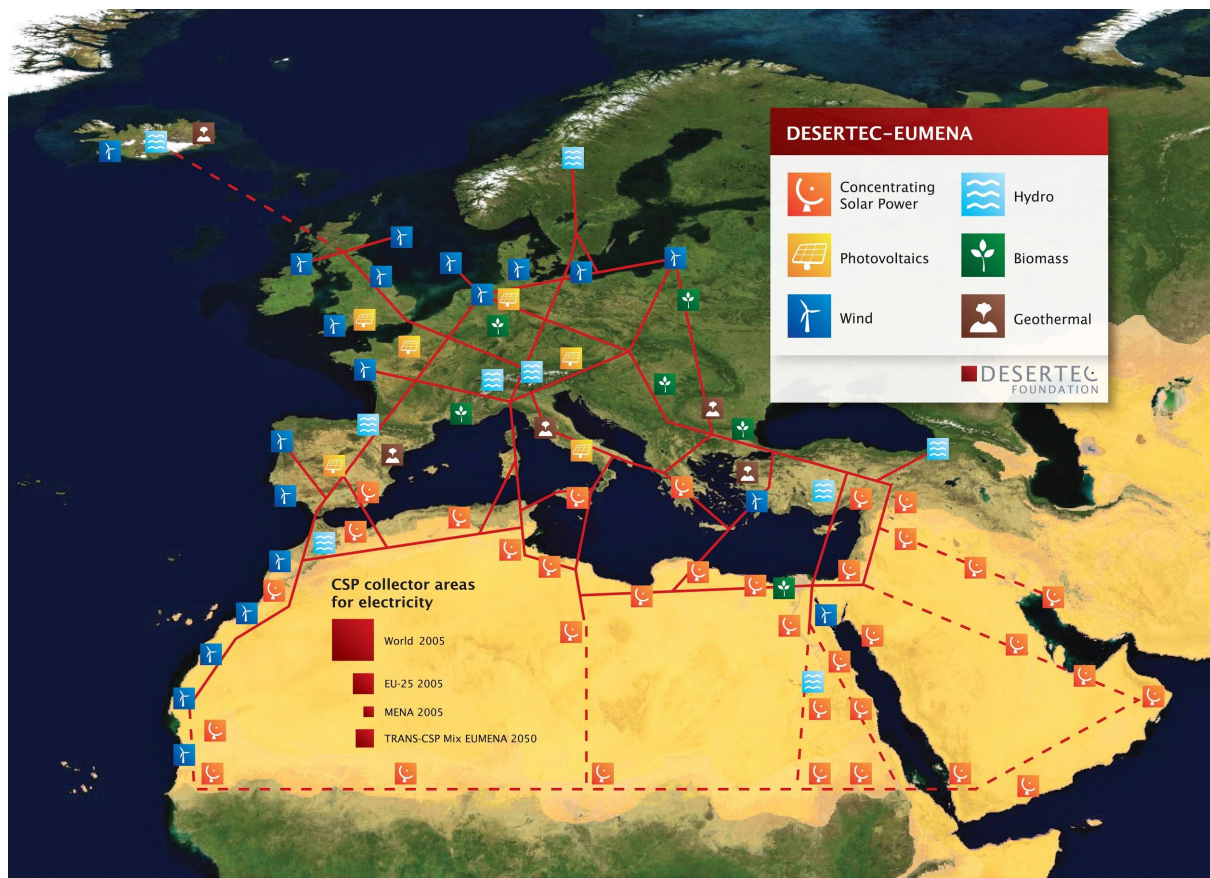 DESERTEC–EUMENA
Concentrating
Solar Power
Hydro
Photovoltaics
Biomass
Wind
Geothermal
DESERTEC
FOUNDATION
CSP collector areas
for electricity
World 2005
EU-25 2005
MENA 2005
TRANS-CSP Mix EUMENA 2050